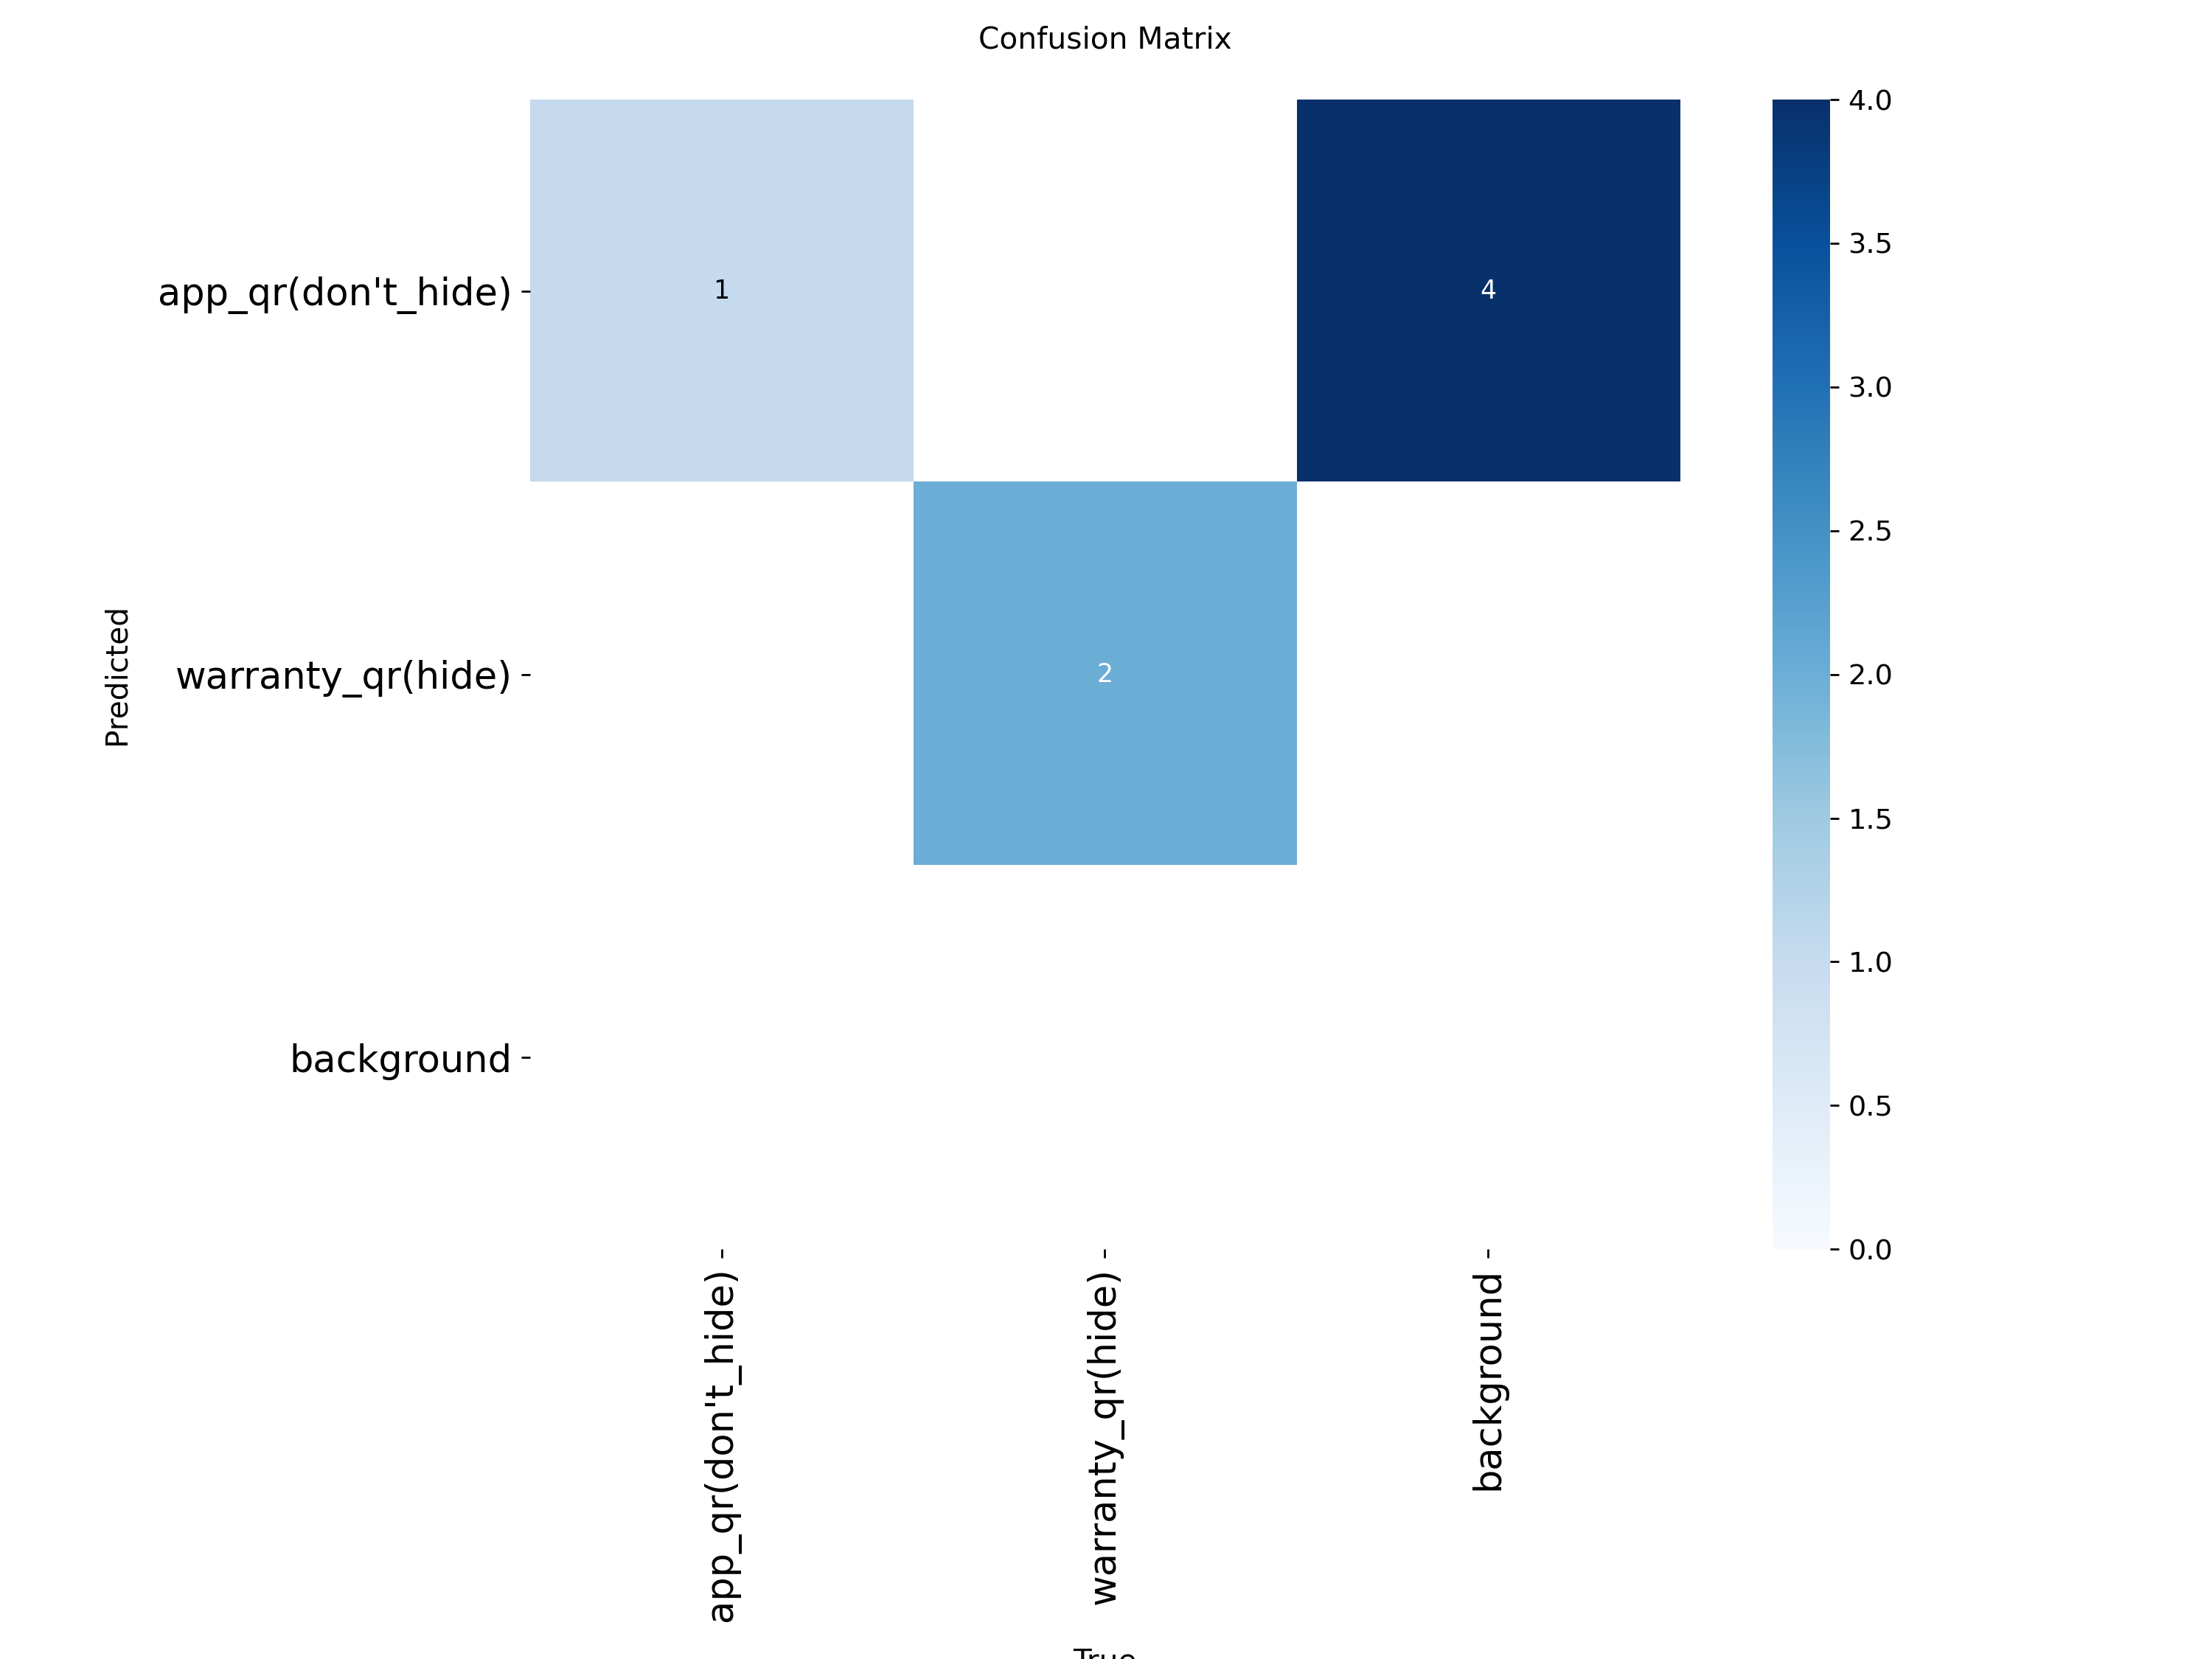 Confusion Matrix
app_qr(don't_hide)
warranty_qr(hide)
background
Predicted
1
4
2
app_qr(don't_hide)
warranty_qr(hide)
background
True
4.0
3.5
3.0
2.5
2.0
1.5
1.0
0.5
0.0